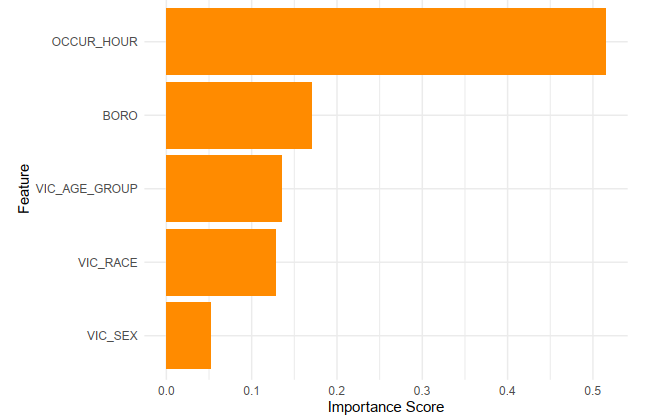 OCCUR_HOUR
BORO
VIC_AGE_GROUP
VIC_RACE
VIC_SEX
Feature
0.0 0.1 0.2 0.3 0.4 0.5
Importance Score